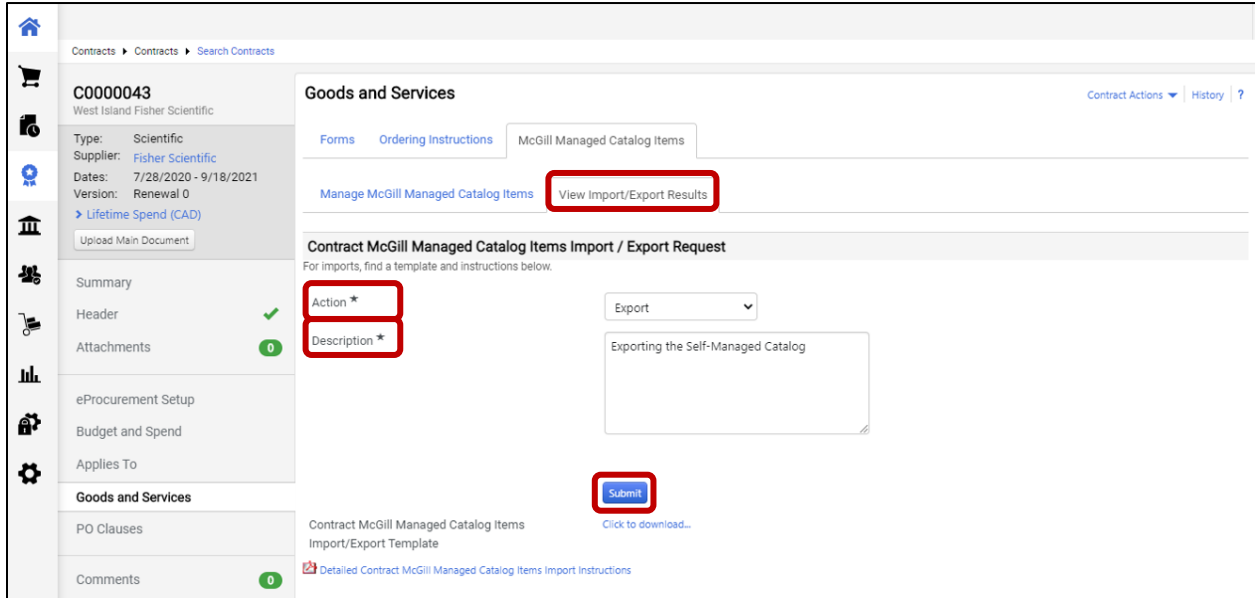 Contracts ▸ Contracts ▸ Search Contracts
C0000043
West Island Fisher Scientific
Type: Scientific
Supplier: Fisher Scientific
Dates: 7/28/2020 - 9/18/2021
Version: Renewal 0
Lifetime Spend (CAD)
Upload Main Document
Summary
Header
Attachments 0
eProcurement Setup
Budget and Spend
Applies To
Goods and Services
PO Clauses
Comments 0
Goods and Services
Contract Actions | History | ?
Forms Ordering Instructions McGill Managed Catalog Items
Manage McGill Managed Catalog Items View Import/Export Results
Contract McGill Managed Catalog Items Import / Export Request
For imports, find a template and instructions below.
Action ★ Export
Description ★ Exporting the Self-Managed Catalog
Submit
Contract McGill Managed Catalog Items Click to download...
Import/Export Template
Detailed Contract McGill Managed Catalog Items Import Instructions